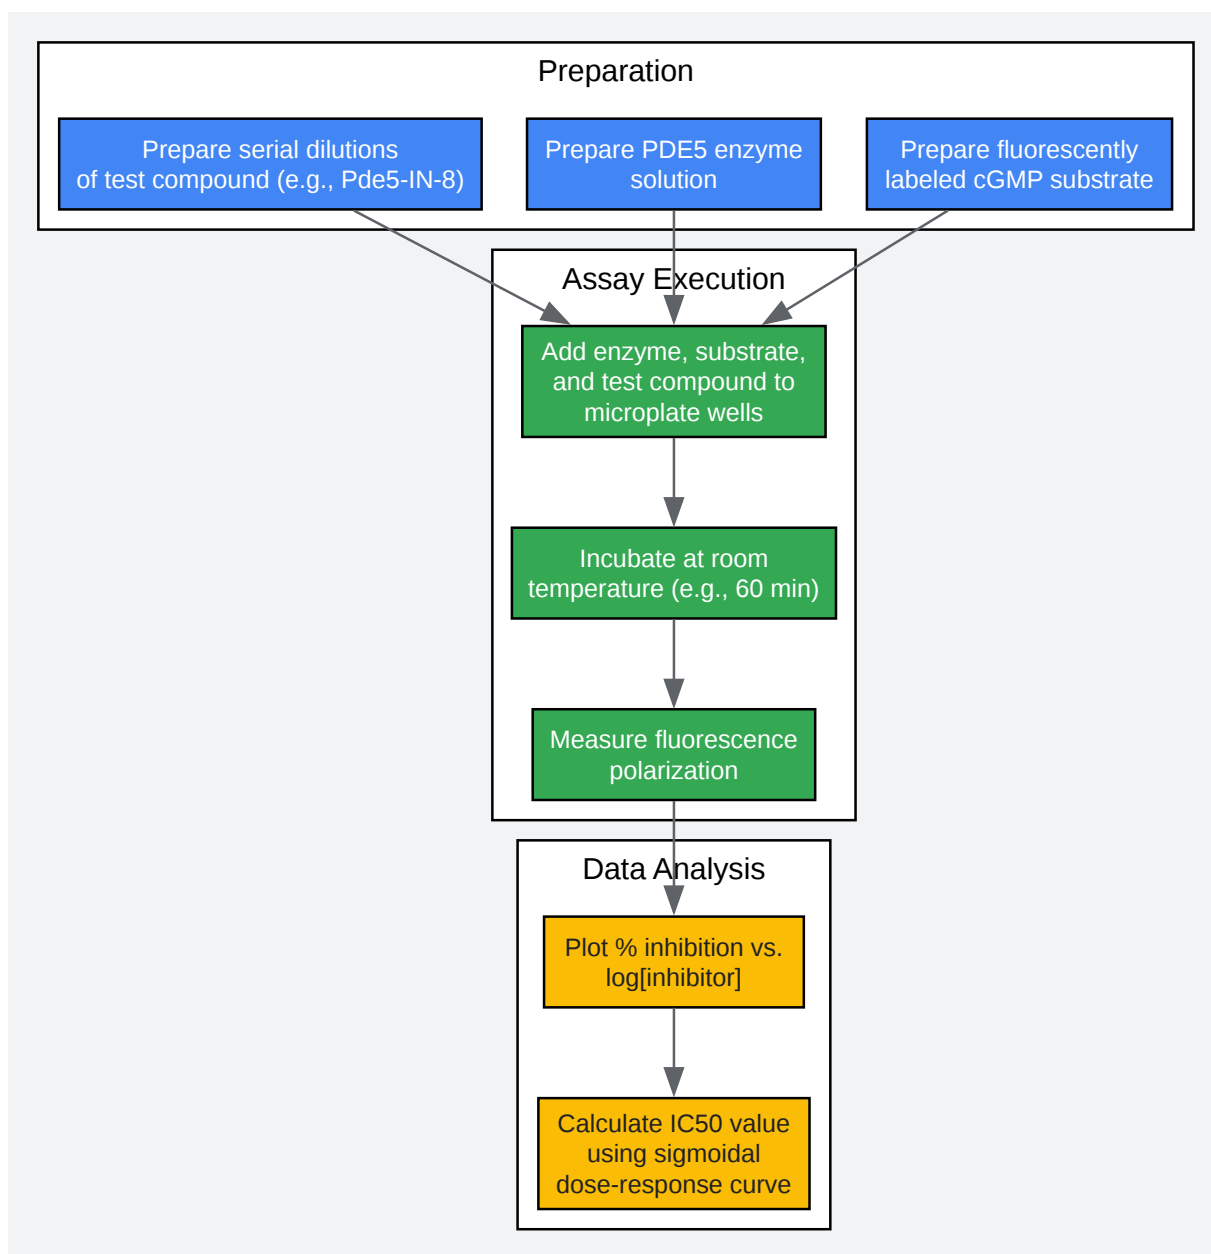 Preparation
Prepare serial dilutions
of test compound (e.g., Pde5-IN-8)
Prepare PDE5 enzyme
solution
Prepare fluorescently
labeled cGMP substrate
Assay Execution
Add enzyme, substrate,
and test compound to
microplate wells
Incubate at room
temperature (e.g., 60 min)
Measure fluorescence
polarization
Data Analysis
Plot % inhibition vs.
log[inhibitor]
Calculate IC50 value
using sigmoidal
dose-response curve